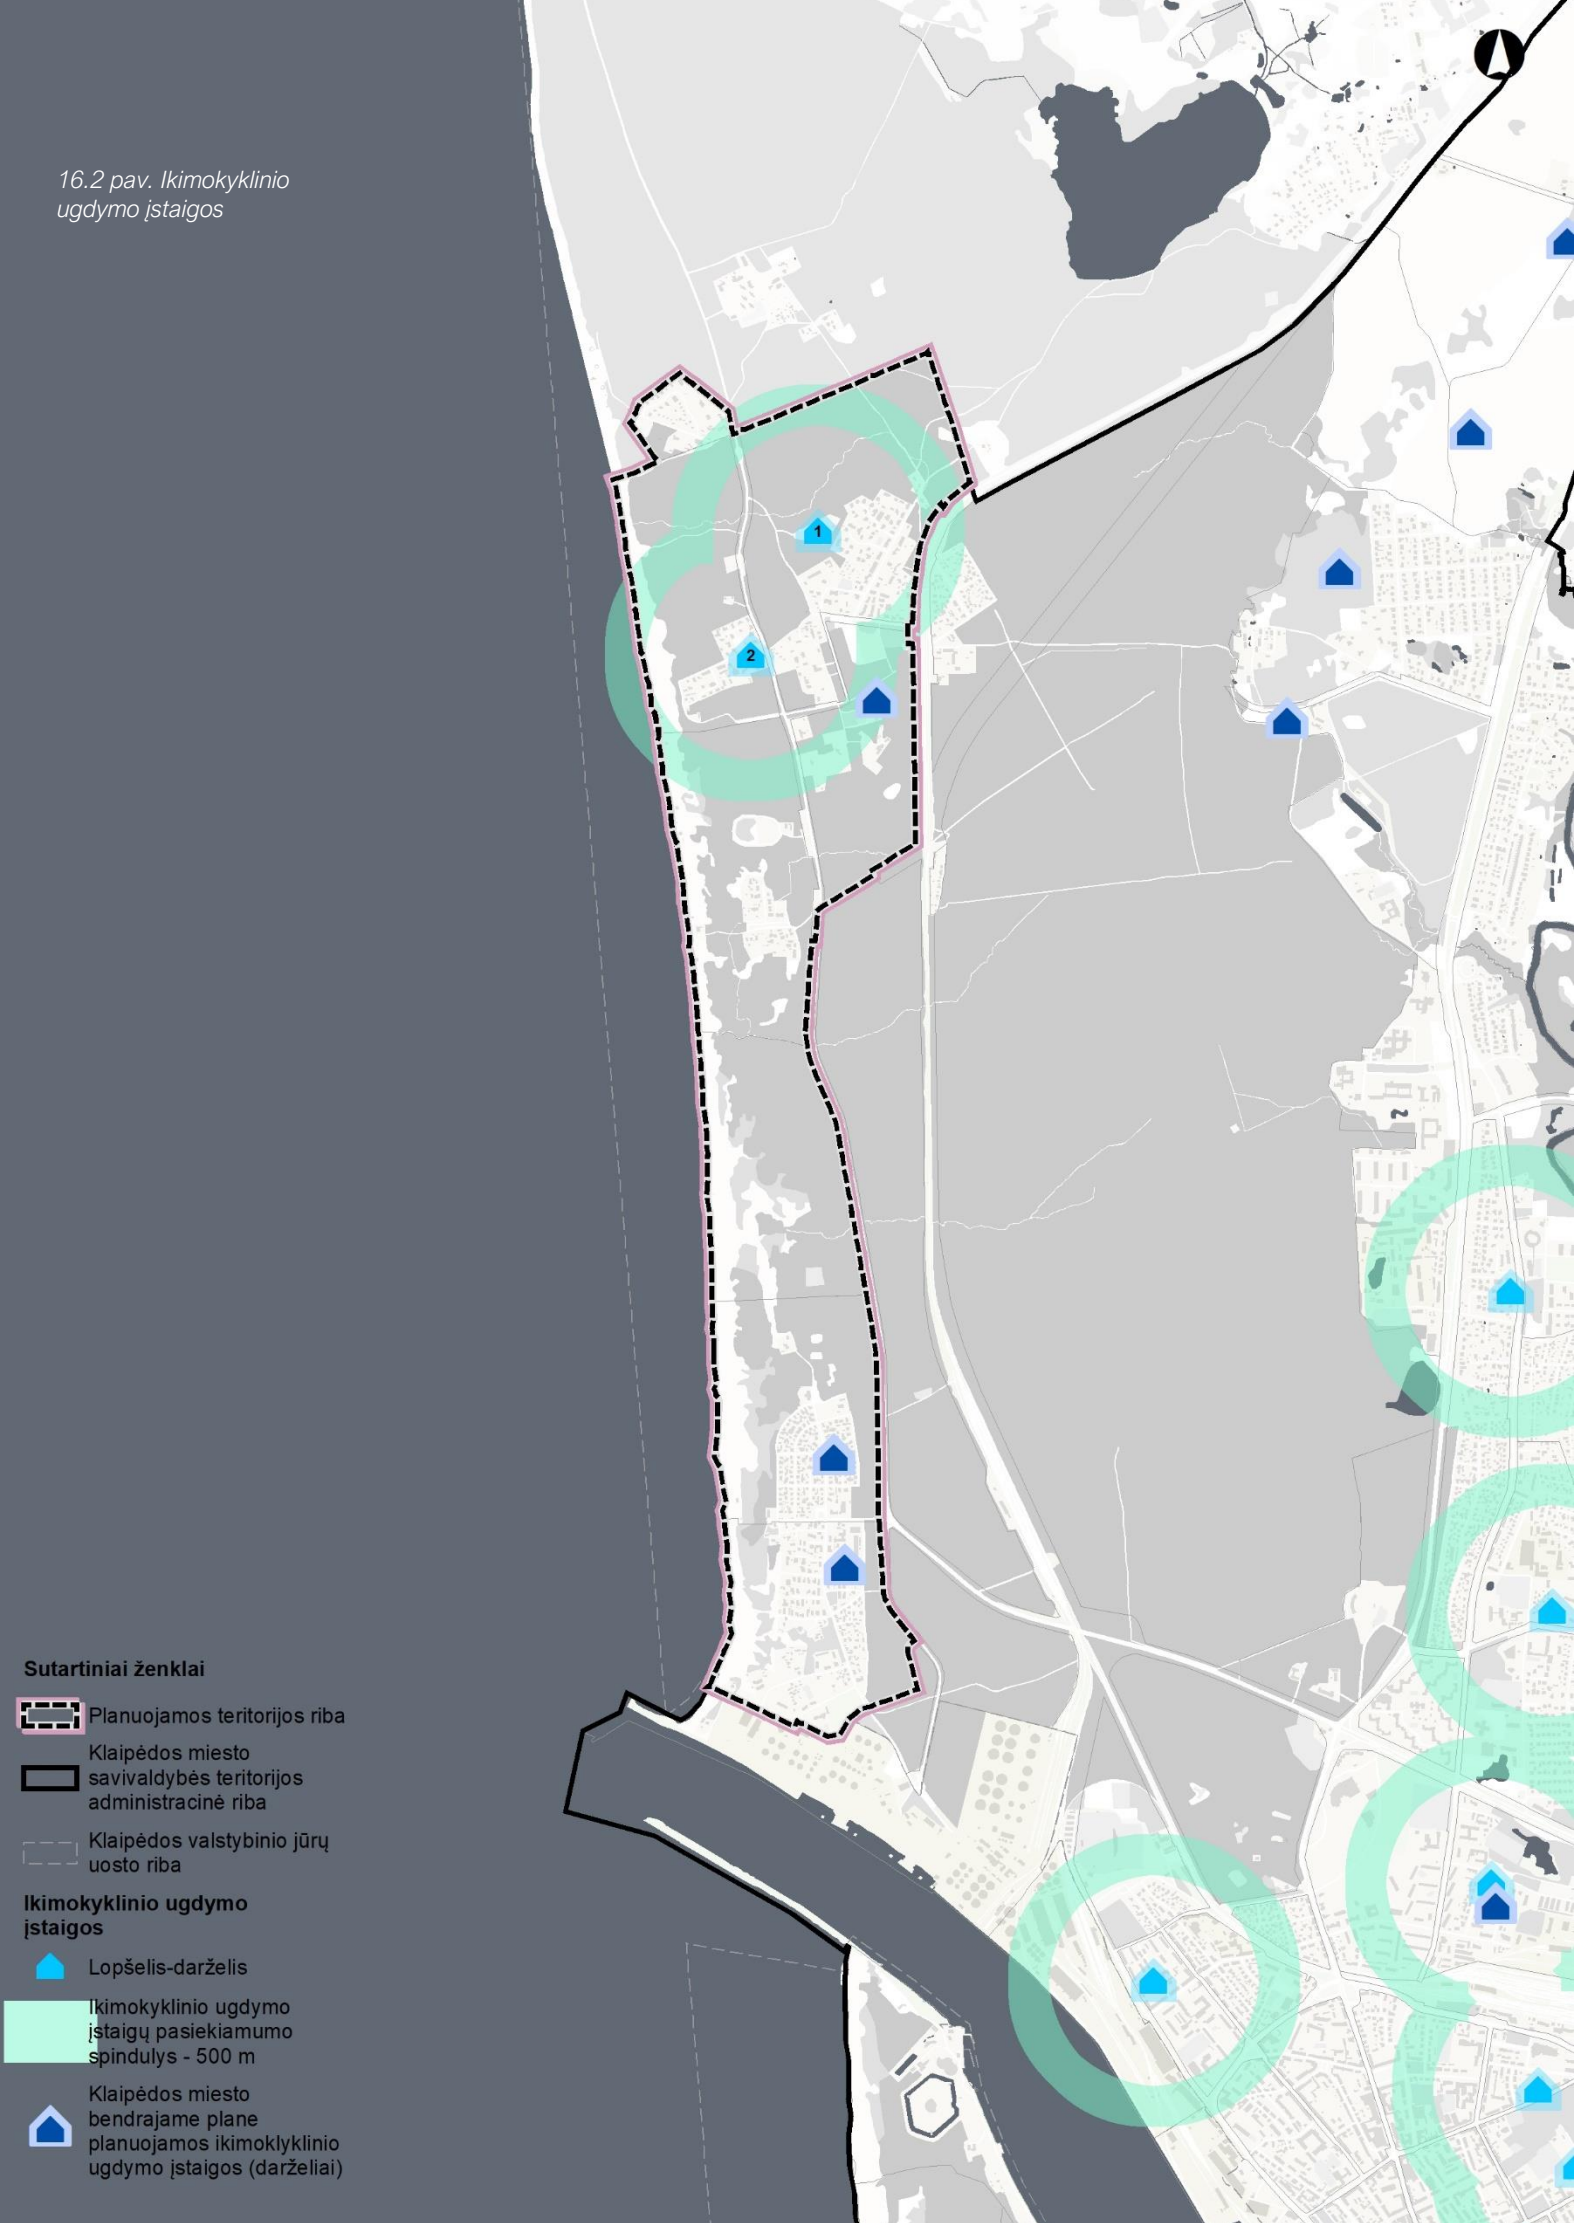 16.2 pav. Ikimokyklinio
ugdymo įstaigos
1
2
Sutartiniai ženklai
Planuojamos teritorijos riba
Klaipėdos miesto
savivaldybės teritorijos
administracinė riba
Klaipėdos valstybinio jūrų
uosto riba
Ikimokyklinio ugdymo
įstaigos
Lopšelis-darželis
Ikimokyklinio ugdymo
įstaigų pasiekiamumo
spindulys - 500 m
Klaipėdos miesto
bendrajame plane
planuojamos ikimoklyklinio
ugdymo įstaigos (darželiai)